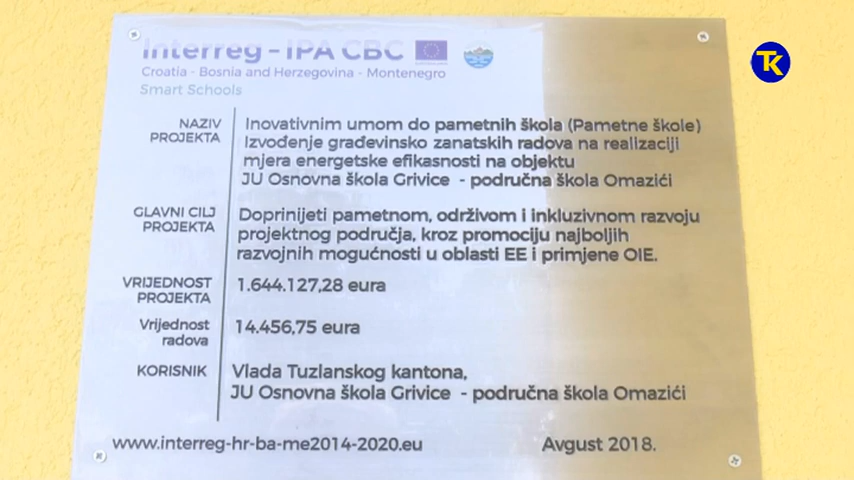 Interreg - IPA CBC
Croatia - Bosnia and Herzegovina - Montenegro
Smart Schools
TK
NAZIV PROJEKTA
Inovativnim umom do pametnih škola (Pametne škole)
Izvođenje građevinsko zanatskih radova na realizaciji
mjera energetske efikasnosti na objektu
JU Osnovna škola Grivice - područna škola Omazići
GLAVNI CILJ PROJEKTA
Doprinijeti pametnom, održivom i inkluzivnom razvoju
projektnog područja, kroz promociju najboljih
razvojnih mogućnosti u oblasti EE i primjene OIE.
VRIJEDNOST PROJEKTA
1.644.127,28 eura
Vrijednost radova
14.456,75 eura
KORISNIK
Vlada Tuzlanskog kantona,
JU Osnovna škola Grivice - područna škola Omazići
www.interreg-hr-ba-me2014-2020.eu
Avgust 2018.